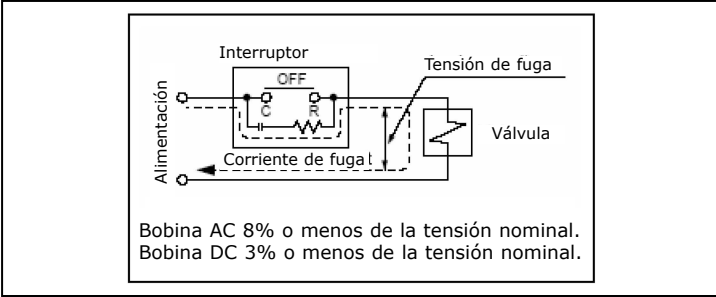 Interruptor
Tensión de fuga
OFF
C R
Alimentación
Válvula
Corriente de fuga
Bobina AC 8% o menos de la tensión nominal.
Bobina DC 3% o menos de la tensión nominal.